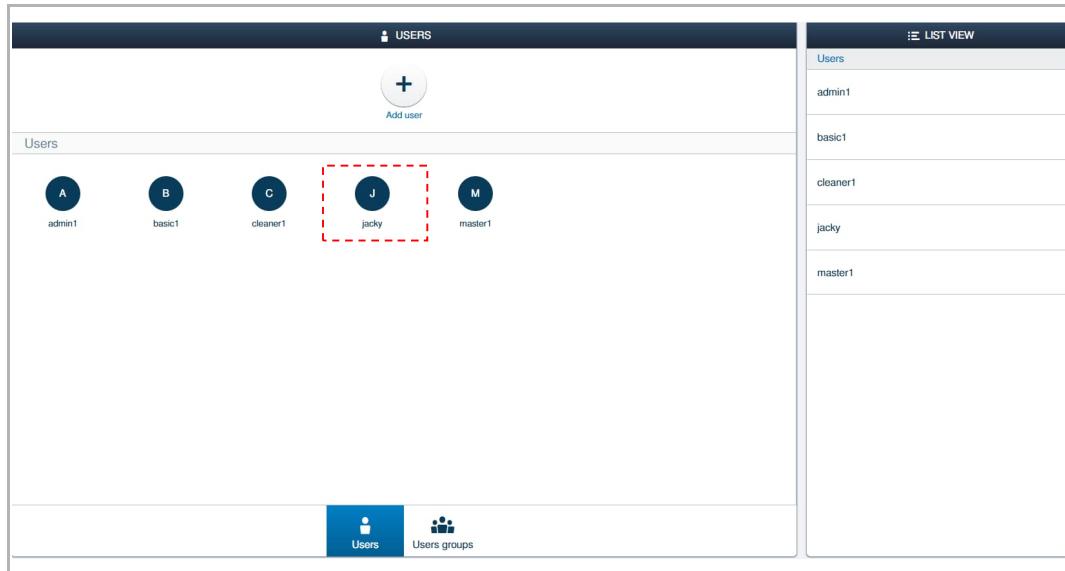 USERS
Add user
Users
A
B
C
J
M
admin1
basic1
cleaner1
jacky
master1
Users
Users groups
LIST VIEW
Users
admin1
basic1
cleaner1
jacky
master1